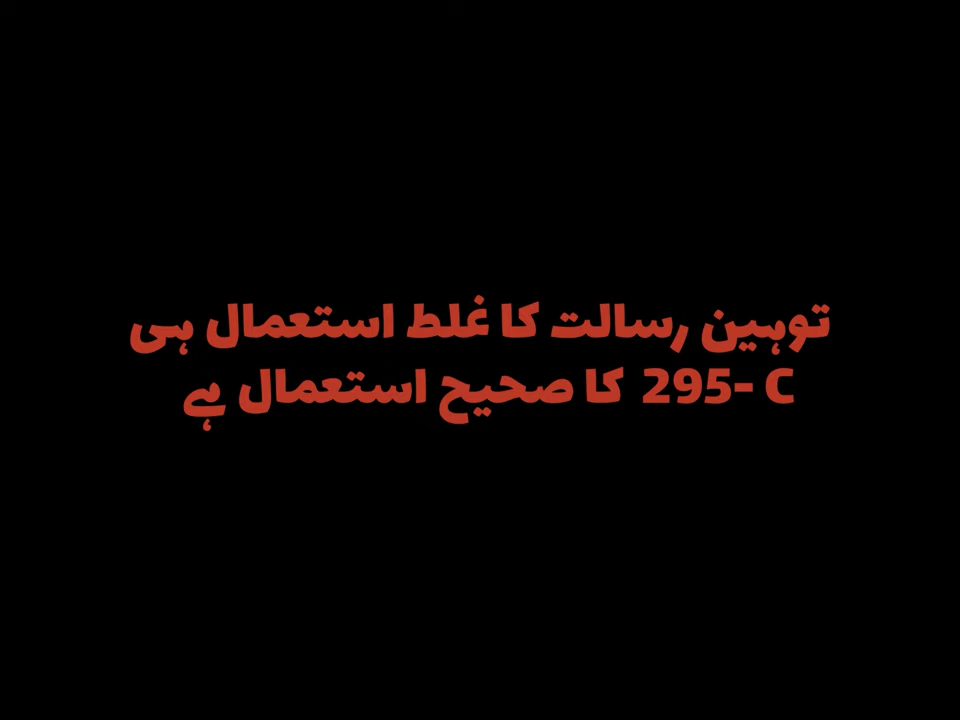 توہین رسالت کا غلط استعمال ہی
295- C کا صحیح استعمال ہے